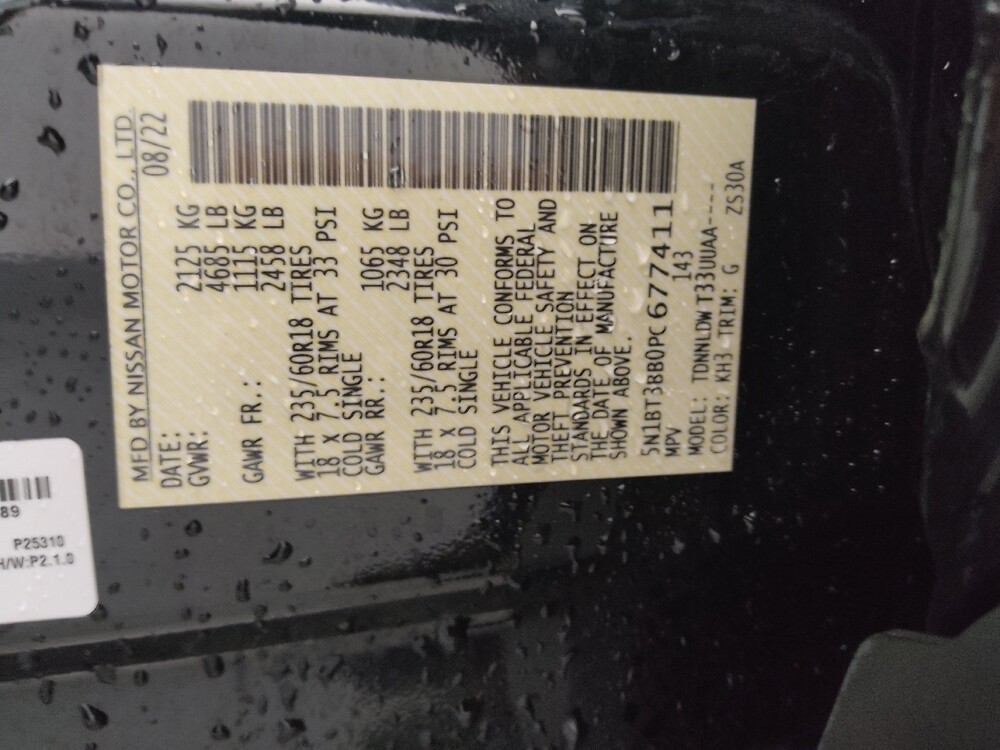 MFD BY NISSAN MOTOR CO., LTD.
DATE: 08/22
GVWR: 2125 KG
4685 LB
GAWR FR.: 1115 KG
2458 LB
WITH 235/60R18 TIRES
18 X 7.5 RIMS AT 33 PSI
COLD SINGLE
GAWR RR.: 1065 KG
2348 LB
WITH 235/60R18 TIRES
18 X 7.5 RIMS AT 30 PSI
COLD SINGLE
THIS VEHICLE CONFORMS TO
ALL APPLICABLE FEDERAL
MOTOR VEHICLE SAFETY AND
THEFT PREVENTION
STANDARDS IN EFFECT ON
THE DATE OF MANUFACTURE
SHOWN ABOVE.
5N1BT3BB0PC677411
MPV 143
MODEL: TDNNLDW T33UUAA----
COLOR: KH3 TRIM: G ZS30A
89
P25310
H/W:P2.1.0